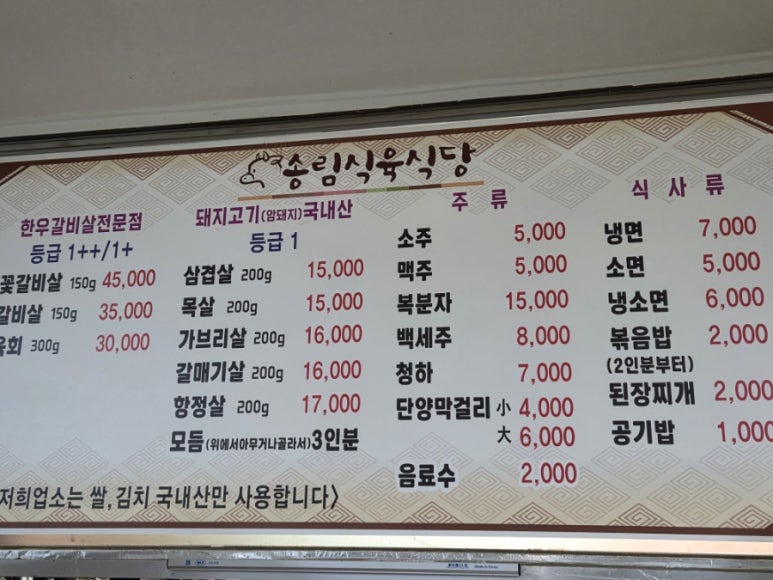 송림식육식당
한우갈비살전문점
등급 1++/1+
꽃갈비살 150g 45,000
갈비살 150g 35,000
육회 300g 30,000
돼지고기(암돼지)국내산
등급 1
삼겹살 200g 15,000
목살 200g 15,000
가브리살 200g 16,000
갈매기살 200g 16,000
항정살 200g 17,000
모듬(위에서아무거나골라서)3인분
주 류
소주 5,000
맥주 5,000
복분자 15,000
백세주 8,000
청하 7,000
단양막걸리 小 4,000
大 6,000
음료수 2,000
식 사 류
냉면 7,000
소면 5,000
냉소면 6,000
볶음밥 2,000
(2인분부터)
된장찌개 2,000
공기밥 1,000
저희업소는 쌀,김치 국내산만 사용합니다>